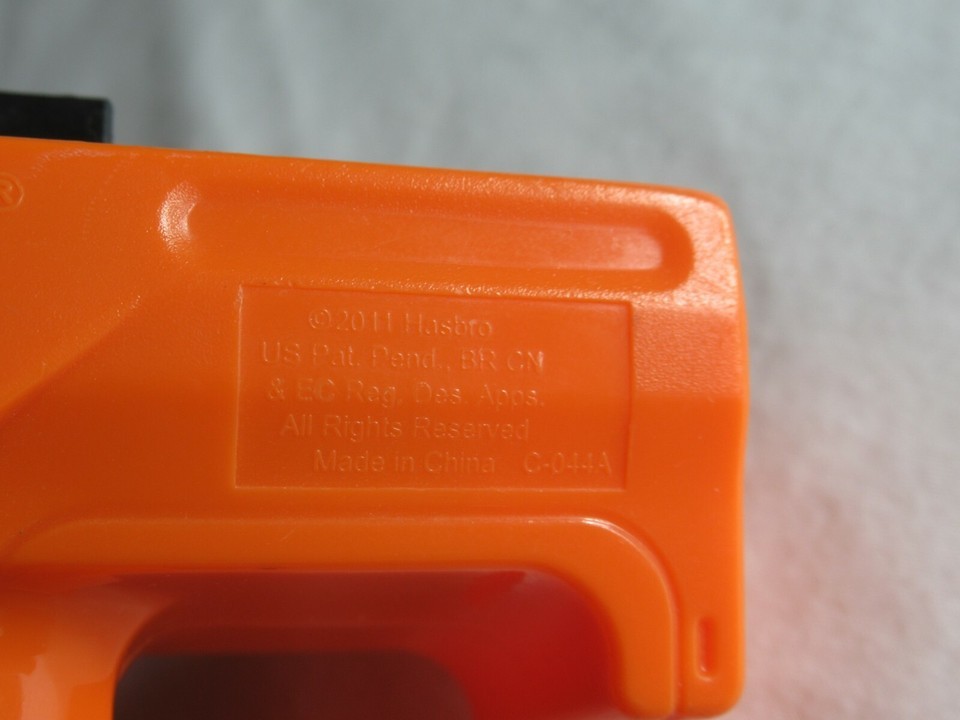 ®
©2011 Hasbro
US Pat. Pend., BR CN
& EC Reg. Des. Apps.
All Rights Reserved
Made in China C-044A